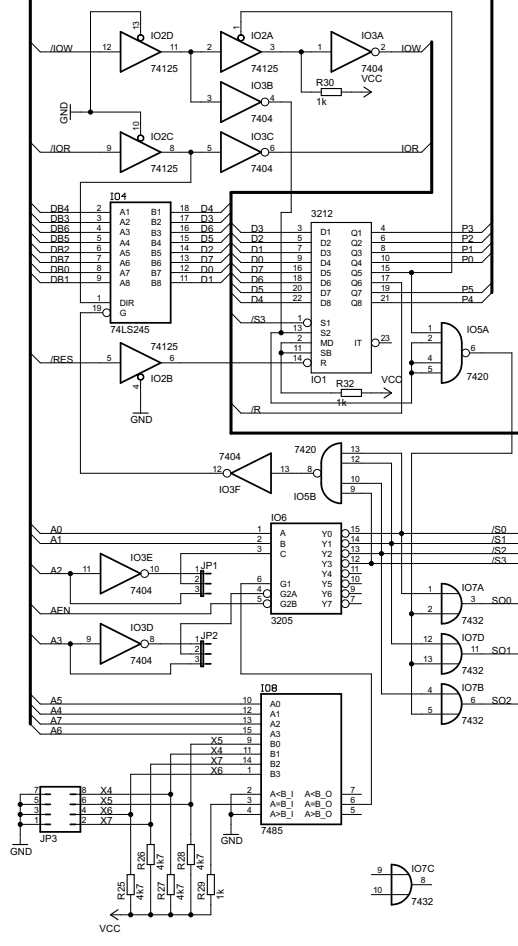 13 IO2D 1 IO2A IO3A
/IOW 12 11 2 3 1 2 IOW
74125 74125 7404
VCC
R30
1k
IO3B
3 4
7404
GND
10
IO2C IO3C
/IOR 9 8 5 6 IOR
74125 7404
IO4
DB4 2 A1 B1 18 D4
DB3 3 A2 B2 17 D3
DB6 4 A3 B3 16 D6
DB5 5 A4 B4 15 D5
DB2 6 A5 B5 14 D2
DB7 7 A6 B6 13 D7
DB0 8 A7 B7 12 D0
DB1 9 A8 B8 11 D1
1 DIR
19 G
74LS245
3212
D3 3 D1 Q1 4 P3
D2 5 D2 Q2 6 P2
D1 7 D3 Q3 8 P1
D0 9 D4 Q4 10 P0
D7 16 D5 Q5 15
D6 18 D6 Q6 17
D5 20 D7 Q7 19 P5
D4 22 D8 Q8 21 P4
/S3 1 S1
13 S2
2 MD IT 23
11 SB
14 R
IO1
1 IO5A
2
4 6
5 7420
74125
/RES 5 6
IO2B
4
GND
R32 VCC
1k
/R
7404 7420
12 13 8 13
12
10
9
IO3F IO5B
IO6
A0 1 A Y0 15 /S0
A1 2 B Y1 14 /S1
3 C Y2 13 /S2
Y3 12 /S3
Y4 11
6 G1 Y5 10
4 G2A Y6 9
5 G2B Y7 7
3205
IO3E
A2 11 10 1 JP1
2
3
7404
AEN
IO3D
A3 9 8 1 JP2
2
3
7404
1 IO7A
3 SO0
2 7432
12 IO7D
11 SO1
13 7432
4 IO7B
6 SO2
5 7432
IO8
A5 10 A0
A4 12 A1
A7 13 A2
A6 15 A3
X5 9 B0
X4 11 B1
X7 14 B2
X6 1 B3
2 A<B_I A<B_O 7
3 A=B_I A=B_O 6
4 A>B_I A>B_O 5
7485
GND
7 8 X4
5 6 X5
3 4 X6
1 2 X7
JP3
GND
R26 4k7
R28 4k7
R25 4k7
R27 4k7
R29 1k
VCC
9 IO7C
8
10 7432